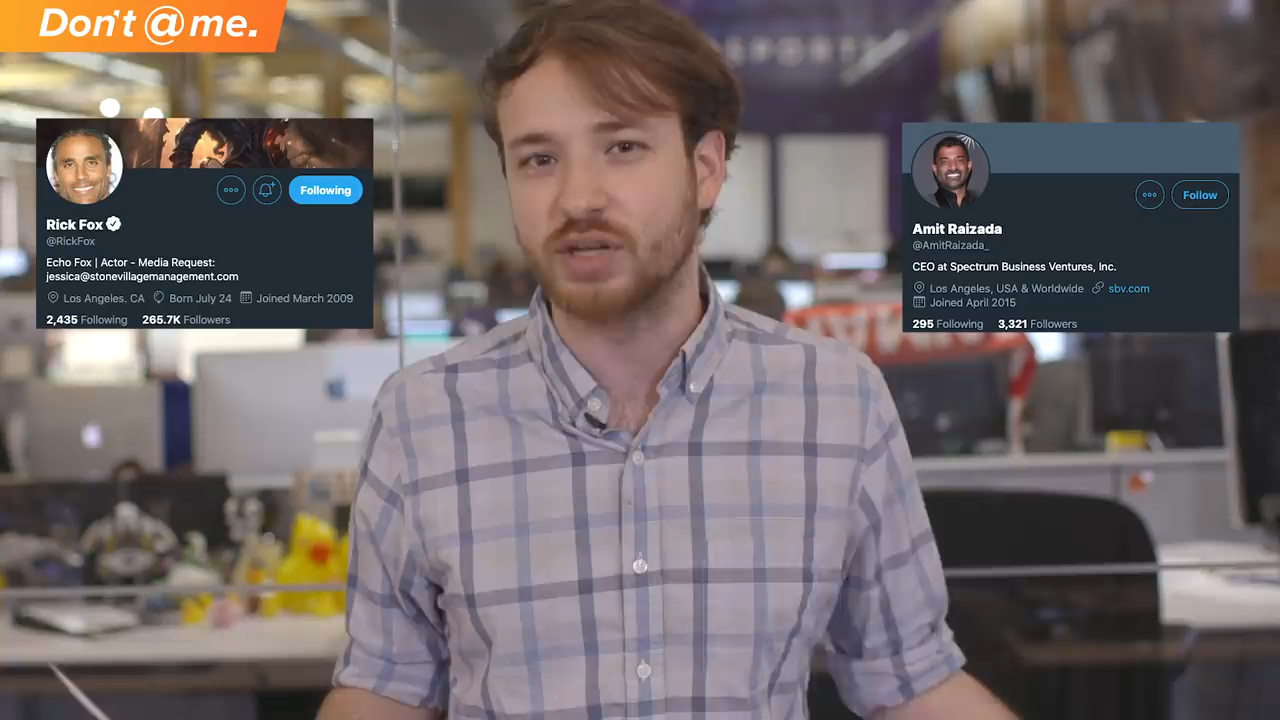 Don't @ me.
Rick Fox
@RickFox
Following
Echo Fox | Actor - Media Request:
jessica@stonevillagemanagement.com
Los Angeles, CA Born July 24 Joined March 2009
2,435 Following 265.7K Followers
Amit Raizada
@AmitRaizada_
Follow
CEO at Spectrum Business Ventures, Inc.
Los Angeles, USA & Worldwide sbv.com
Joined April 2015
295 Following 3,321 Followers